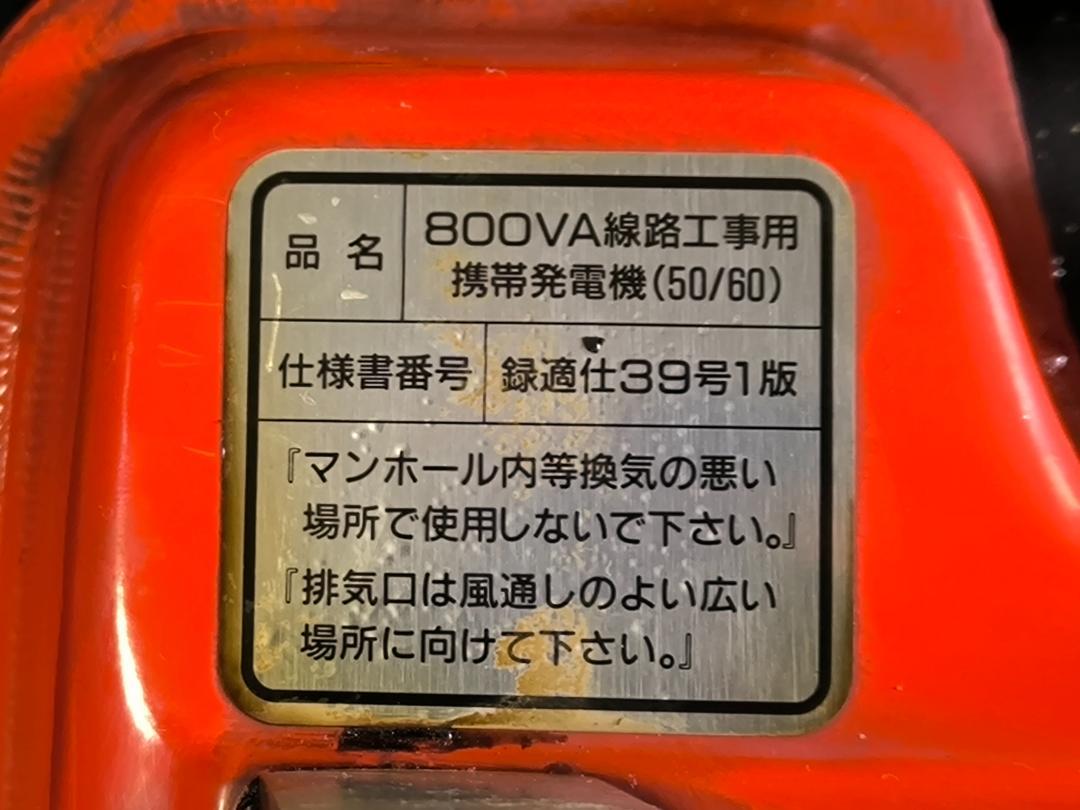 品 名
800VA線路工事用
携帯発電機(50/60)
仕様書番号 録適仕39号1版
『マンホール内等換気の悪い
場所で使用しないで下さい。』
『排気口は風通しのよい広い
場所に向けて下さい。』